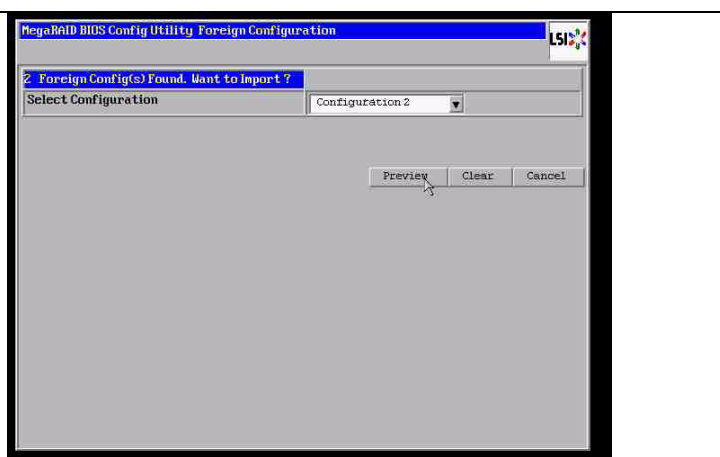 MegaRAID BIOS Config Utility Foreign Configuration
LSI
2 Foreign Config(s) Found. Want to Import ?
Select Configuration
Configuration 2
Preview Clear Cancel